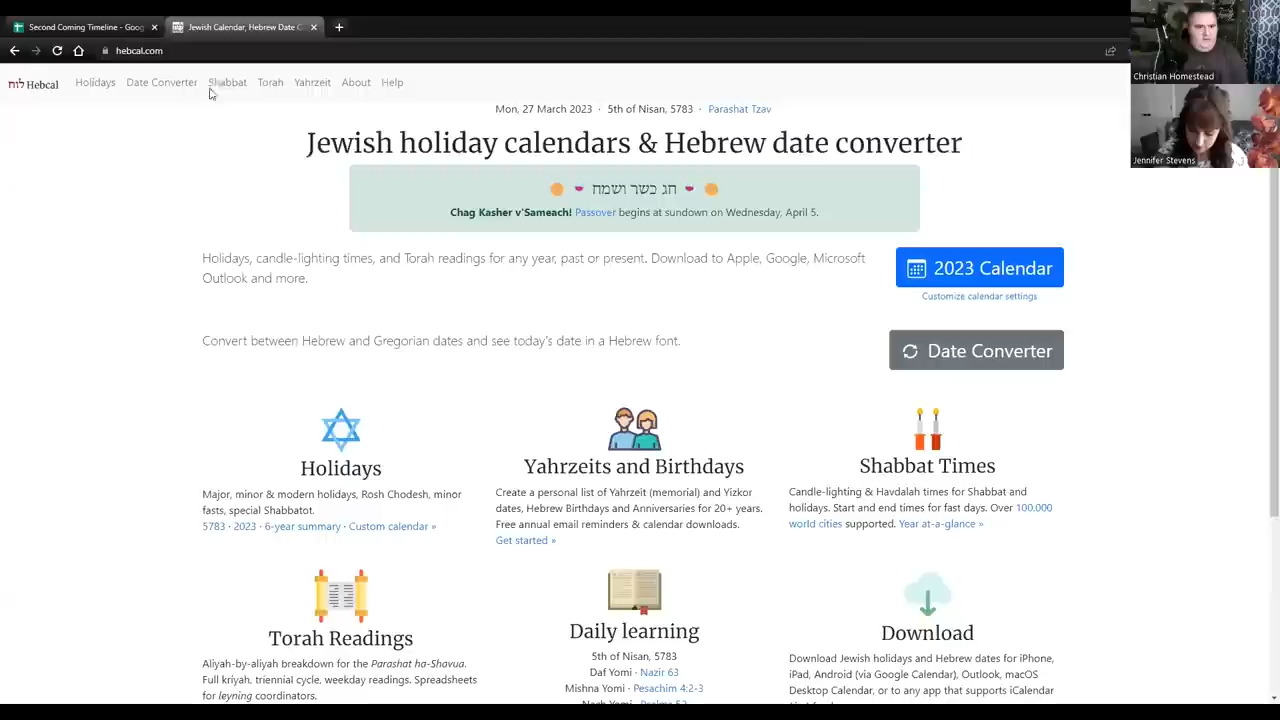 Second Coming Timeline - Goog
Jewish Calendar, Hebrew Date C
hebcal.com
לוח Hebcal
Holidays
Date Converter
Shabbat
Torah
Yahrzeit
About
Help
Christian Homestead
Jennifer Stevens
Mon, 27 March 2023 · 5th of Nisan, 5783 · Parashat Tzav
Jewish holiday calendars & Hebrew date converter
חג כשר ושמח
Chag Kasher v'Sameach! Passover begins at sundown on Wednesday, April 5.
Holidays, candle-lighting times, and Torah readings for any year, past or present. Download to Apple, Google, Microsoft
Outlook and more.
2023 Calendar
Customize calendar settings
Convert between Hebrew and Gregorian dates and see today's date in a Hebrew font.
Date Converter
Holidays
Major, minor & modern holidays, Rosh Chodesh, minor
fasts, special Shabbatot.
5783 · 2023 · 6-year summary · Custom calendar »
Yahrzeits and Birthdays
Create a personal list of Yahrzeit (memorial) and Yizkor
dates, Hebrew Birthdays and Anniversaries for 20+ years.
Free annual email reminders & calendar downloads.
Get started »
Shabbat Times
Candle-lighting & Havdalah times for Shabbat and
holidays. Start and end times for fast days. Over 100,000
world cities supported. Year at-a-glance »
Torah Readings
Aliyah-by-aliyah breakdown for the Parashat ha-Shavua.
Full kriyah, triennial cycle, weekday readings. Spreadsheets
for leyning coordinators.
Daily learning
5th of Nisan, 5783
Daf Yomi · Nazir 63
Mishna Yomi · Pesachim 4:2-3
Nach Yomi · Psalms 52
Download
Download Jewish holidays and Hebrew dates for iPhone,
iPad, Android (via Google Calendar), Outlook, macOS
Desktop Calendar, or to any app that supports iCalendar